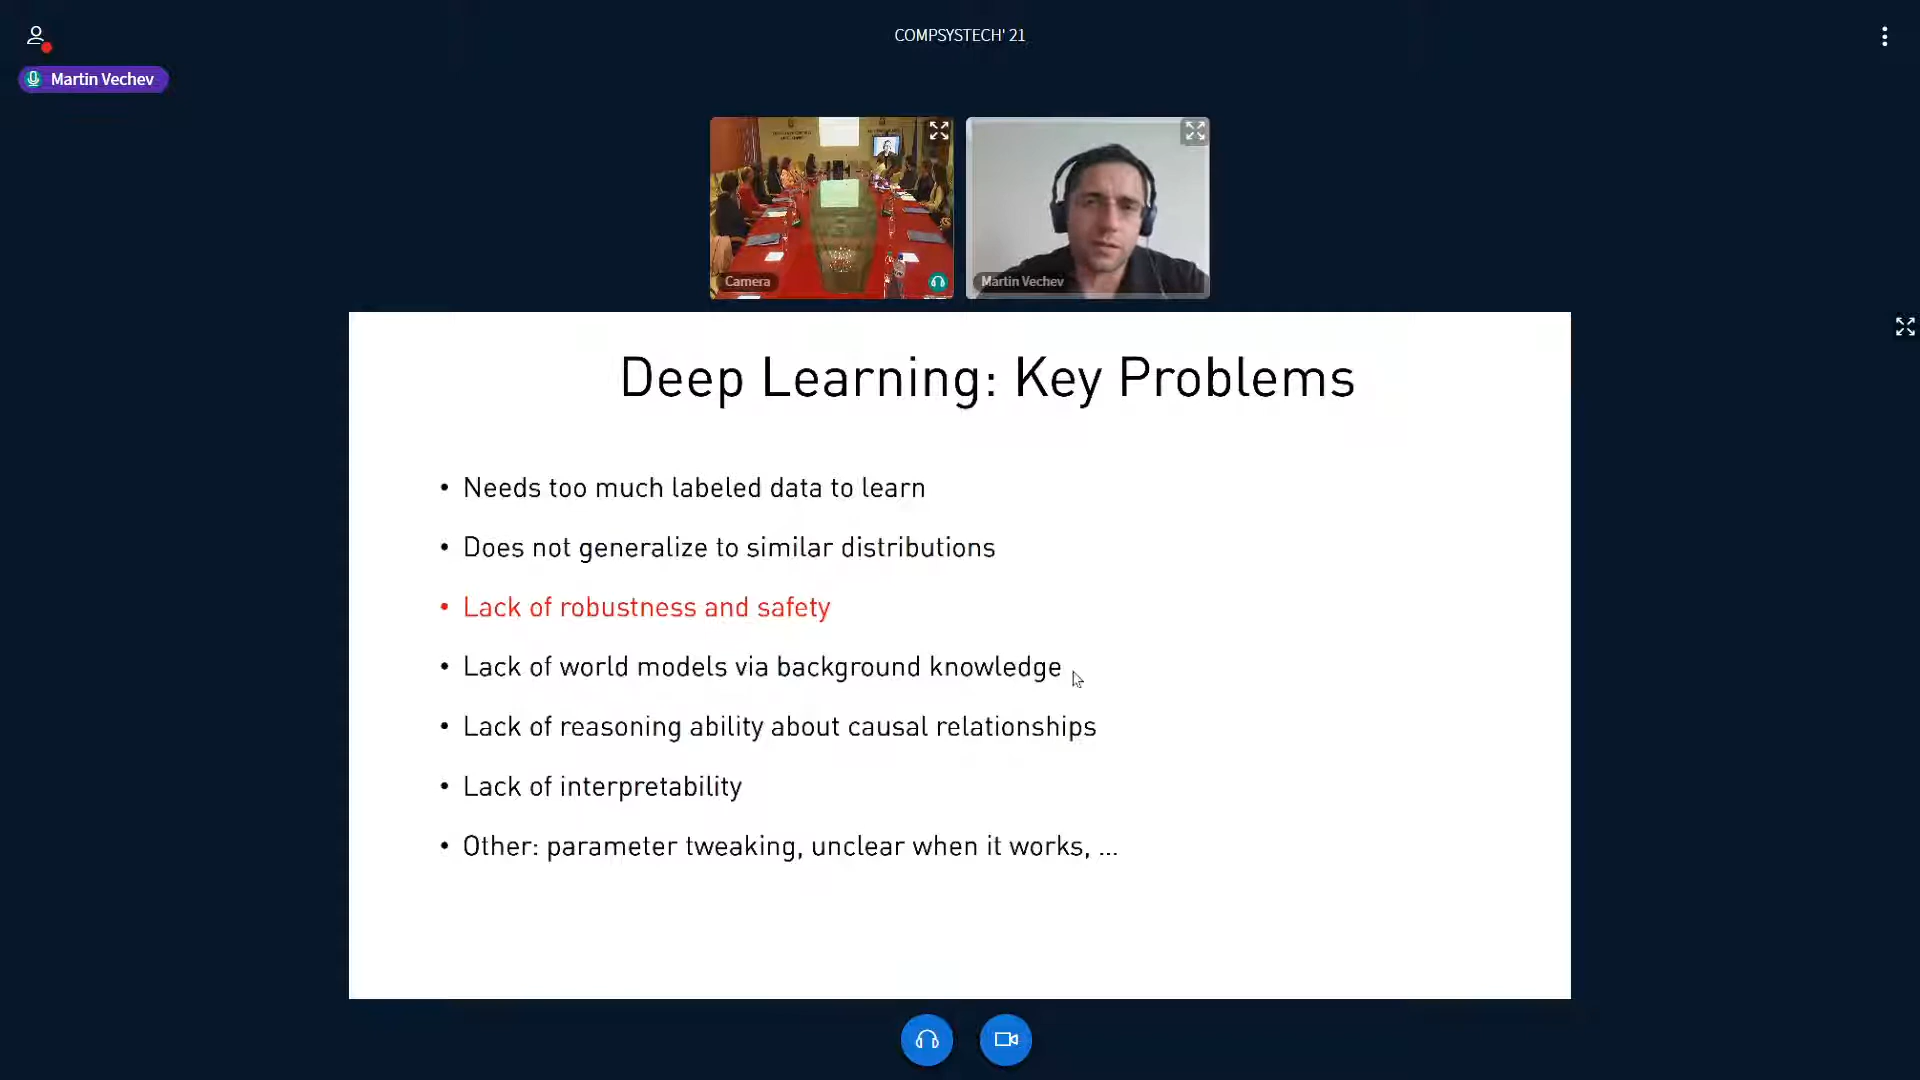 COMPSYSTECH' 21
Martin Vechev
Camera
Martin Vechev
Deep Learning: Key Problems
• Needs too much labeled data to learn
• Does not generalize to similar distributions
• Lack of robustness and safety
• Lack of world models via background knowledge
• Lack of reasoning ability about causal relationships
• Lack of interpretability
• Other: parameter tweaking, unclear when it works, ...